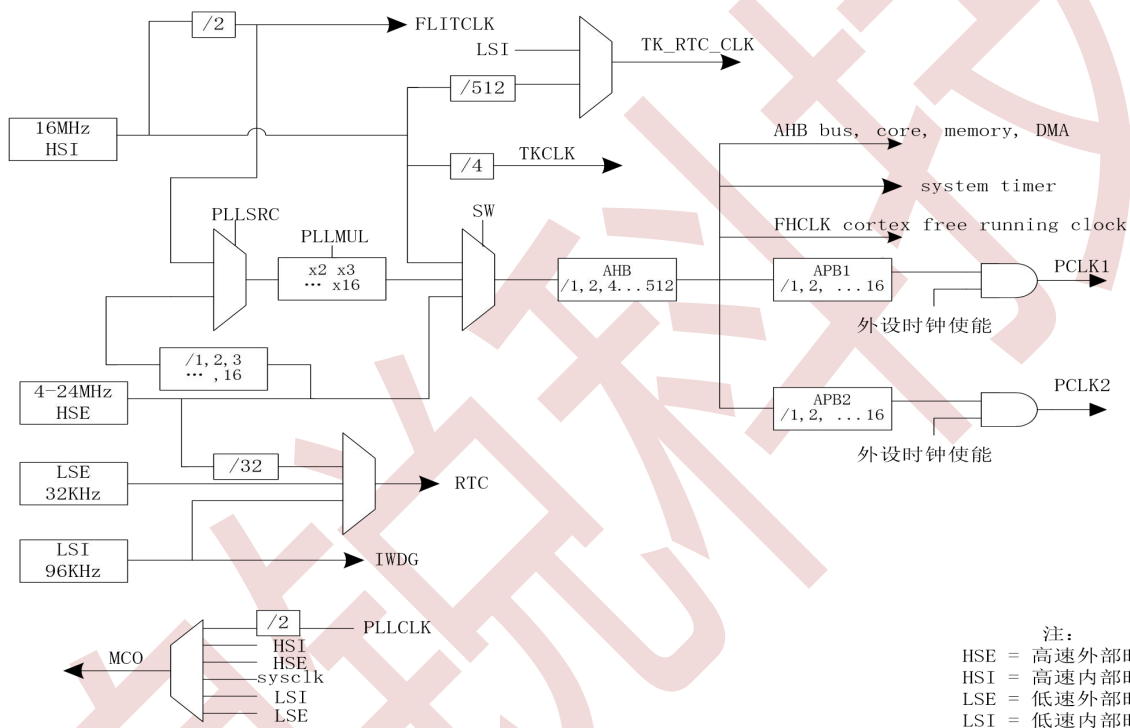 /2
FLITCLK
LSI
TK_RTC_CLK
/512
16MHz
HSI
AHB bus, core, memory, DMA
/4
TKCLK
system timer
PLLSRC
SW
FHCLK cortex free running clock
PLLMUL
x2 x3
… x16
AHB
/1,2,4...512
APB1
/1,2, ...16
PCLK1
外设时钟使能
/1,2,3
… ,16
4-24MHz
HSE
APB2
/1,2, ...16
PCLK2
外设时钟使能
/32
LSE
32KHz
RTC
LSI
96KHz
IWDG
/2
PLLCLK
MCO
HSI
HSE
sysclk
LSI
LSE
注:
HSE = 高速外部时
HSI = 高速内部时
LSE = 低速外部时
LSI = 低速内部时